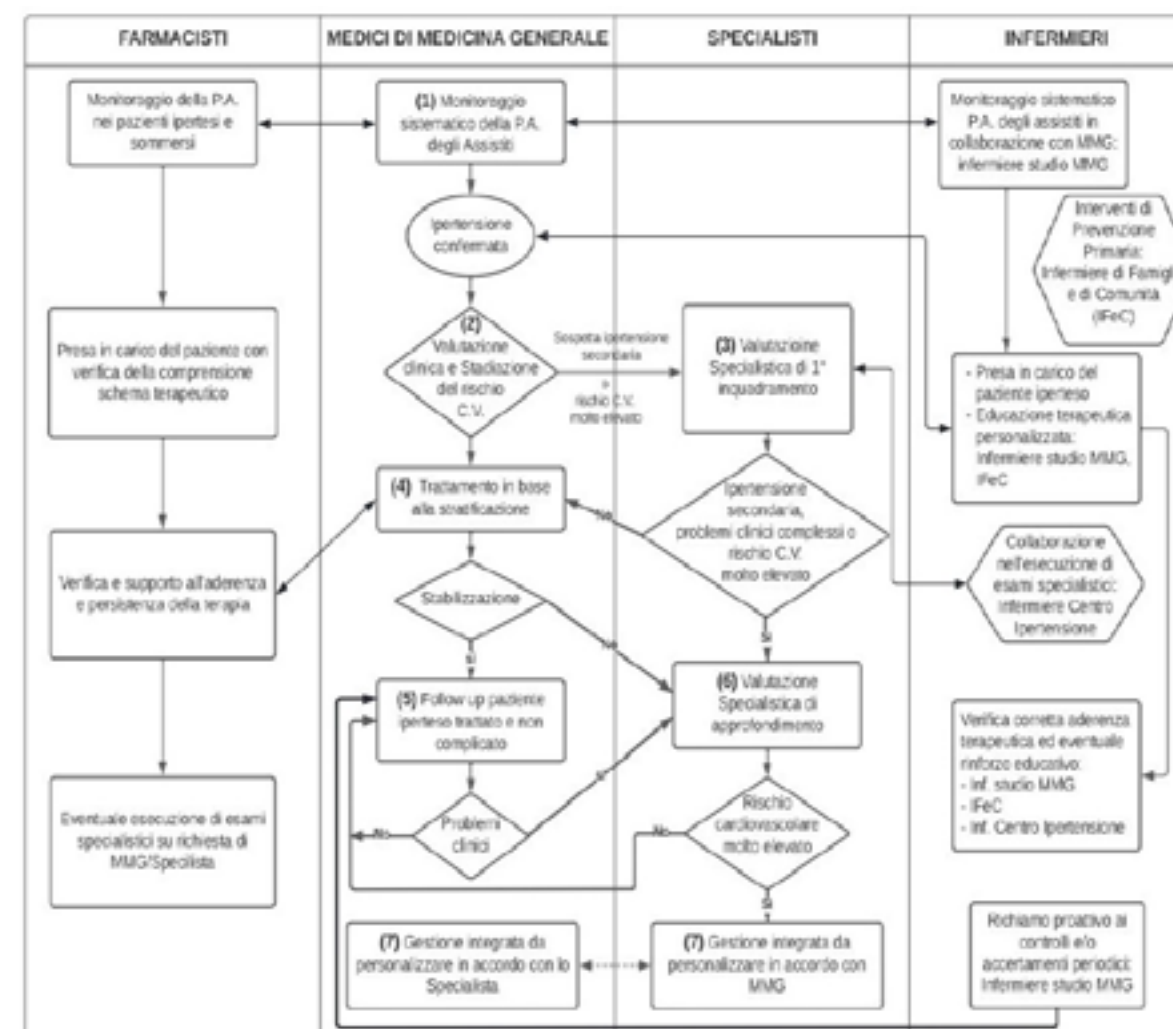 FARMACISTI
MEDICI DI MEDICINA GENERALE
SPECIALISTI
INFERMIERI
Monitoraggio della P.A.
nei pazienti ipertesi e
sommersi
(1) Monitoraggio
sistematico della P.A.
degli Assistiti
Monitoraggio sistematico
P.A. degli assistiti in
collaborazione con MMG:
infermiere studio MMG
Ipertensione
confermata
Interventi di
Prevenzione
Primaria:
Infermiere di Famigl
e di Comunità
(IFeC)
Presa in carico del paziente con
verifica della comprensione
schema terapeutico
(2)
Valutazione
clinica e Stadiazione
del rischio
C.V.
Sospetta ipertensione
secondaria
o
rischio C.V.
molto elevato
(3) Valutazioine
Specialistica di 1°
inquadramento
- Presa in carico del
paziente iperteso
- Educazione terapeutica
personalizzata:
Infermiere studio MMG,
IFeC
(4) Trattamento in base
alla stratificazione
No
Ipertensione
secondaria,
problemi clinici complessi o
rischio C.V.
molto elevato
Collaborazione
nell'esecuzione di
esami specialistici:
Infermiere Centro
Ipertensione
Verifica e supporto all'aderenza
e persistenza della terapia
Stabilizzazione
No
Si
Si
(5) Follow up paziente
iperteso trattato e non
complicato
(6) Valutazione
Specialistica di
approfondimento
Verifica corretta aderenza
terapeutica ed eventuale
rinforzo educativo:
- Inf. studio MMG
- IFeC
- Inf. Centro Ipertensione
Si
Eventuale esecuzione di esami
specialistici su richiesta di
MMG/Specilista
No
Problemi
clinici
No
Rischio
cardiovascolare
molto elevato
Si
(7) Gestione integrata da
personalizzare in accordo con lo
Specialista
(7) Gestione integrata da
personalizzare in accordo con
MMG
Richiamo proattivo ai
controlli e/o
accertamenti periodici:
Infermiere studio MMG